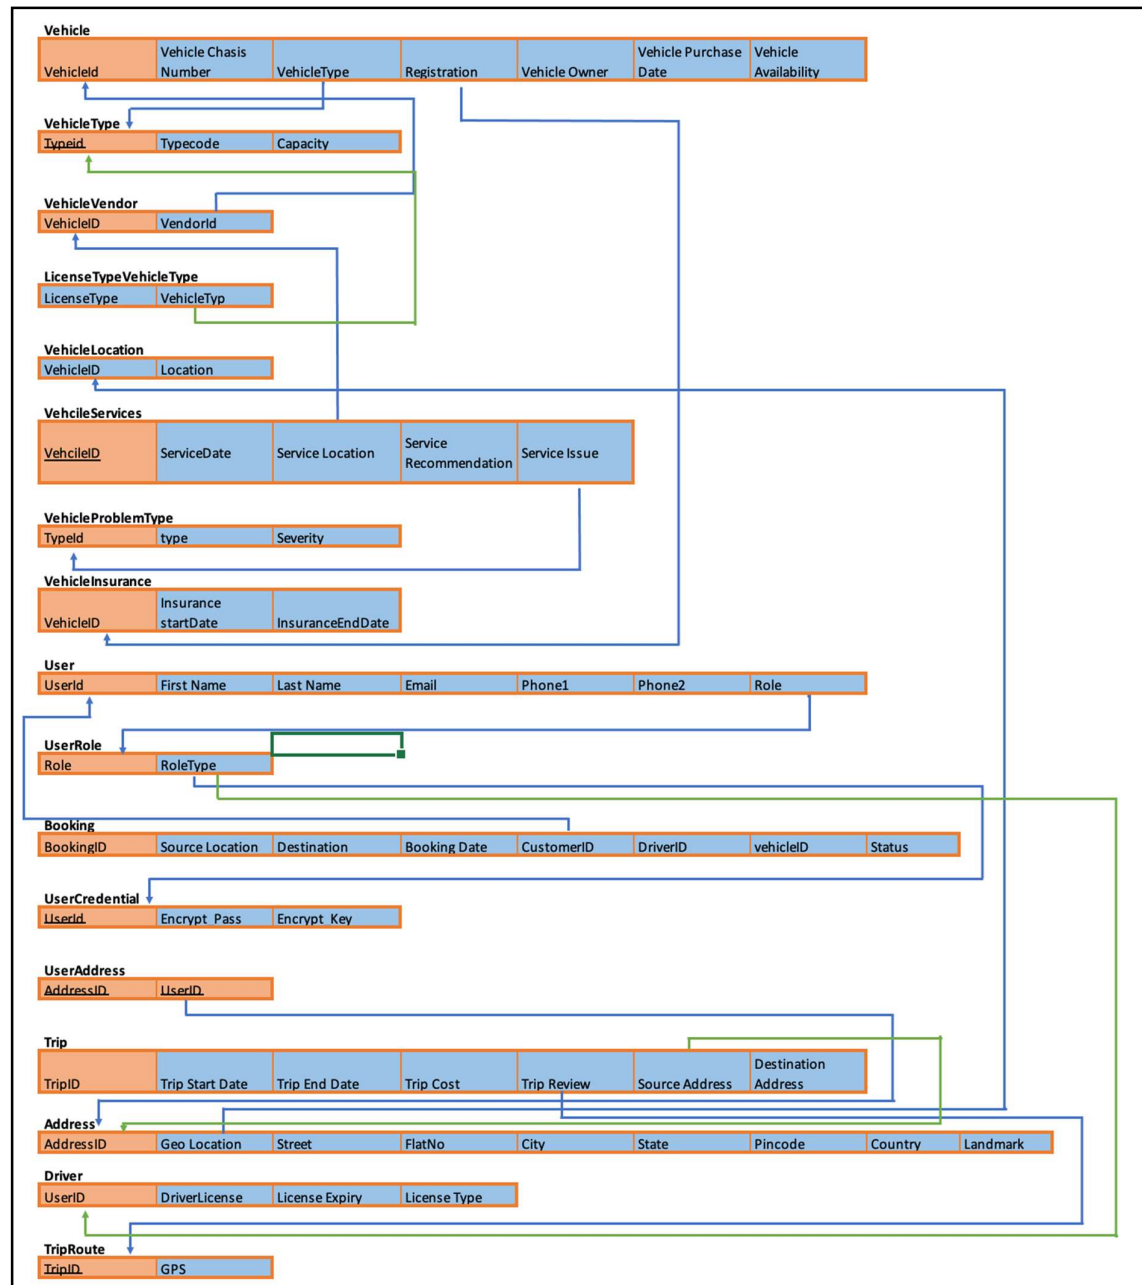 Vehicle
VehicleId Vehicle Chasis Number VehicleType Registration Vehicle Owner Vehicle Purchase Date Vehicle Availability
VehicleType
Typeid Typecode Capacity
VehicleVendor
VehicleID VendorId
LicenseTypeVehicleType
LicenseType VehicleTyp
VehicleLocation
VehicleID Location
VehcileServices
VehcileID ServiceDate Service Location Service Recommendation Service Issue
VehicleProblemType
TypeId type Severity
VehicleInsurance
VehicleID Insurance startDate InsuranceEndDate
User
UserId First Name Last Name Email Phone1 Phone2 Role
UserRole
Role RoleType
Booking
BookingID Source Location Destination Booking Date CustomerID DriverID vehicleID Status
UserCredential
UserId Encrypt_Pass Encrypt_Key
UserAddress
AddressID UserID
Trip
TripID Trip Start Date Trip End Date Trip Cost Trip Review Source Address Destination Address
Address
AddressID Geo Location Street FlatNo City State Pincode Country Landmark
Driver
UserID DriverLicense License Expiry License Type
TripRoute
TripID GPS